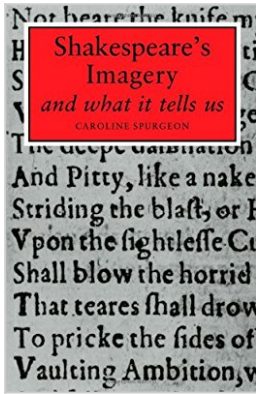 Not beare the knife my
Shakespeare's
Imagery
and what it tells us
CAROLINE SPURGEON
The deepe damnation
And Pitty, like a nake
Striding the blaſt, or H
Vpon the ſightleſſe Cu
Shall blow the horrid
That teares ſhall drow
To pricke the ſides of
Vaulting Ambition, w